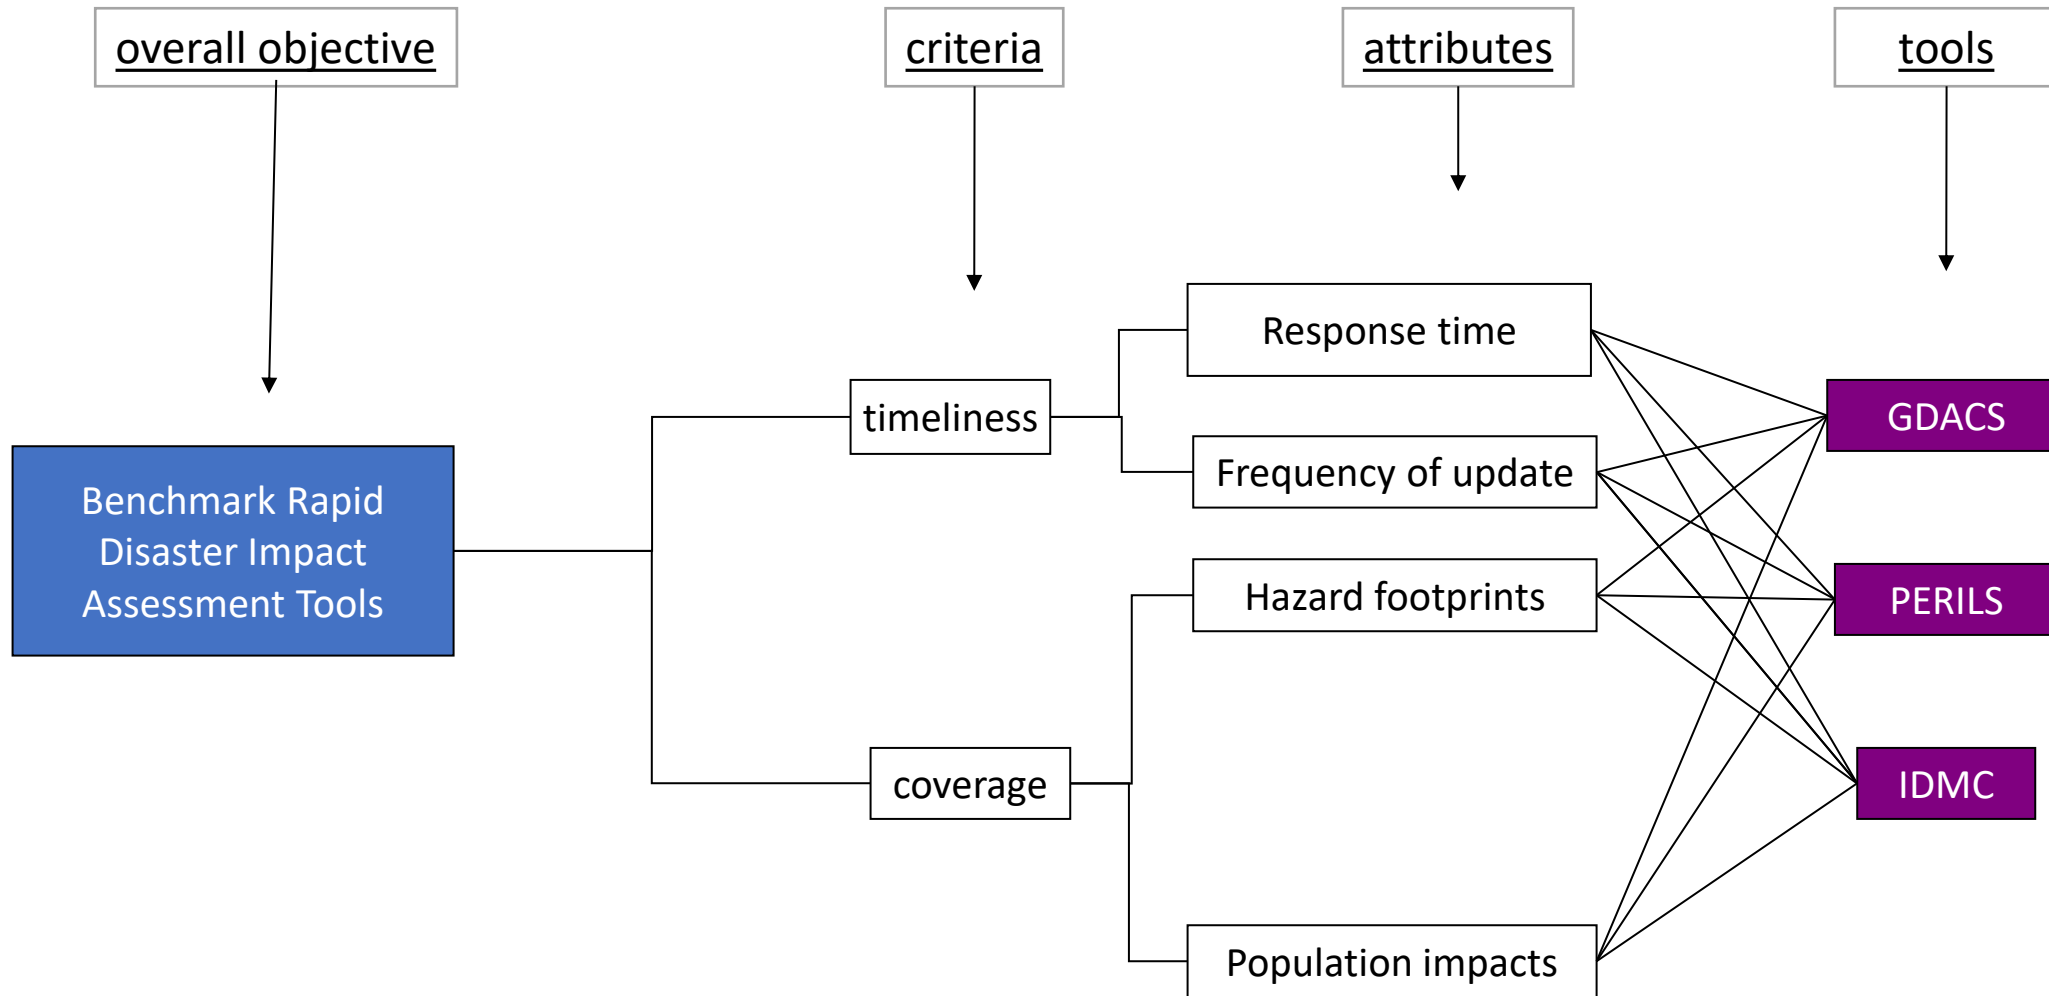 overall objective
criteria
attributes
tools
Response time
timeliness
GDACS
Frequency of update
Benchmark Rapid
Disaster Impact
Assessment Tools
Hazard footprints
PERILS
coverage
IDMC
Population impacts